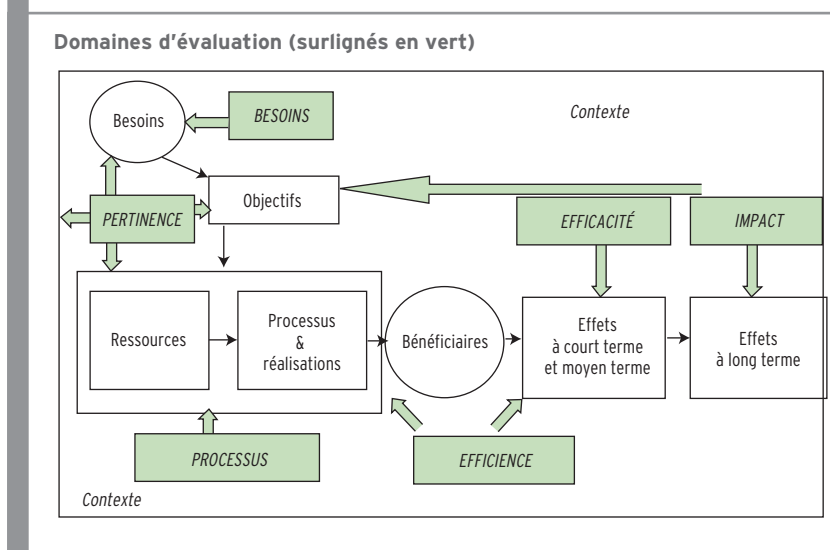 Domaines d'évaluation (surlignés en vert)
Besoins
BESOINS
Contexte
PERTINENCE
Objectifs
EFFICACITÉ
IMPACT
Ressources
Processus
&
réalisations
Bénéficiaires
Effets
à court terme
et moyen terme
Effets
à long terme
PROCESSUS
EFFICIENCE
Contexte